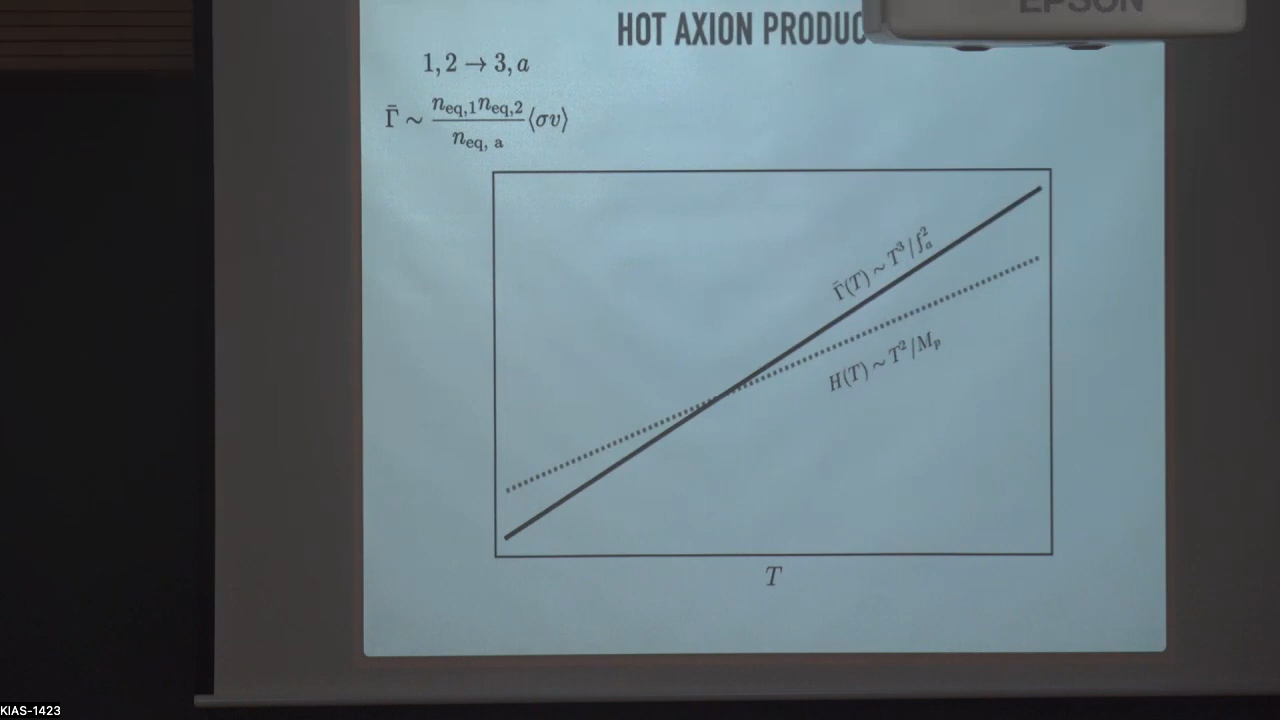 EPSON
HOT AXION PRODUC
1, 2 → 3, a
Γ̄ ∼ n_eq,1 n_eq,2 / n_eq, a ⟨σv⟩
Γ̄(T) ∼ T³/f_a²
H(T) ∼ T²/M_p
T
KIAS-1423